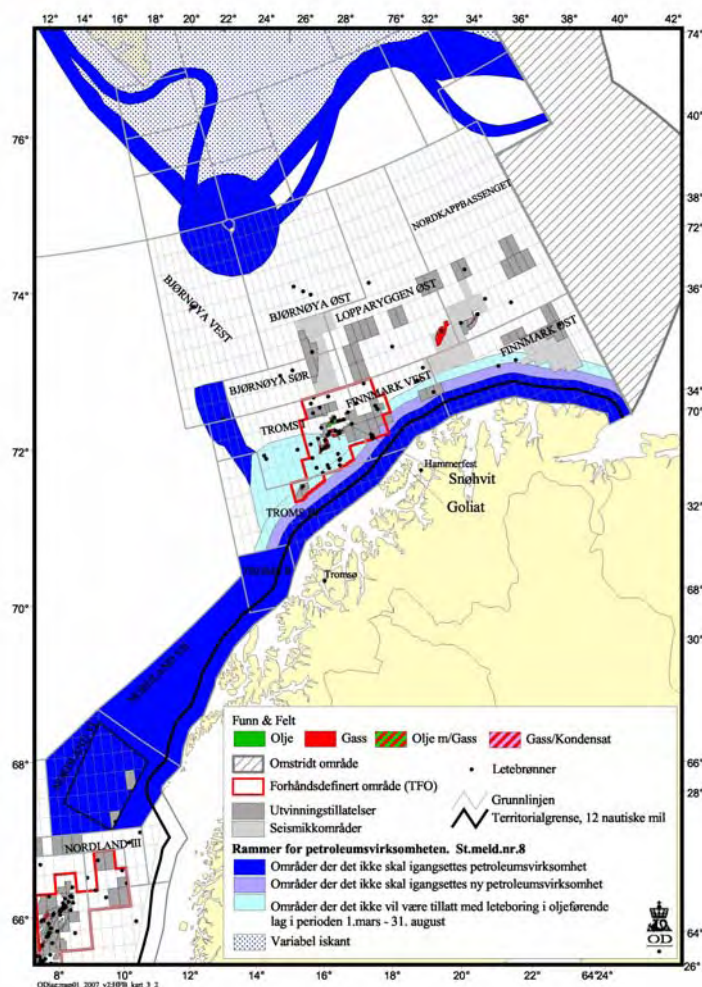 12° 14° 16° 18° 20° 22° 24° 26° 28° 76° 32° 34° 36° 38° 40° 42°
74°
76°
40°
38°
72°
NORDKAPPBASSENGET
BJØRNØYA VEST
BJØRNØYA ØST
LOPPARYGGEN ØST
74°
36°
FINNMARK ØST
BJØRNØYA SØR
FINNMARK VEST
70°
TROMS I
34°
72°
Hammerfest
Snøhvit
Goliat
32°
TROMS
Tromsø
70°
68°
30°
NORDLAND
68°
66°
28°
NORDLAND III
66°
64°
26°
Funn & Felt
Olje
Gass
Olje m/Gass
Gass/Kondsat
Omstridt område
Letebrønner
Forhåndsdefinert område (TFO)
Utvinningstillatelser
Seismikkområder
Grunnlinjen
Territorialgrense, 12 nautiske mil
Rammer for petroleumsvirksomheten. St.meld.nr.8
Områder der det ikke skal igangsettes petroleumsvirksomhet
Områder der det ikke skal igangsettes ny petroleumsvirksomhet
Områder der det ikke vil være tillatt med leteboring i oljeførende
lag i perioden 1.mars - 31. august
Variabel iskant
OD
8° 10° 12° 14° 16° 18° 20° 22° 64°24°